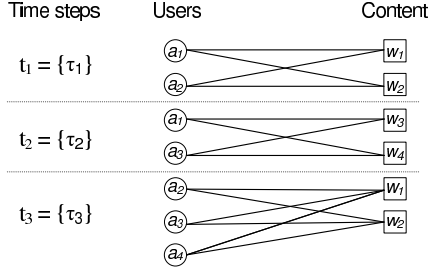 Time steps Users Content
a₁ w₁
t₁ = {τ₁}
a₂ w₂
a₁ w₃
t₂ = {τ₂}
a₃ w₄
a₂ w₁
t₃ = {τ₃} a₃ w₂
a₄